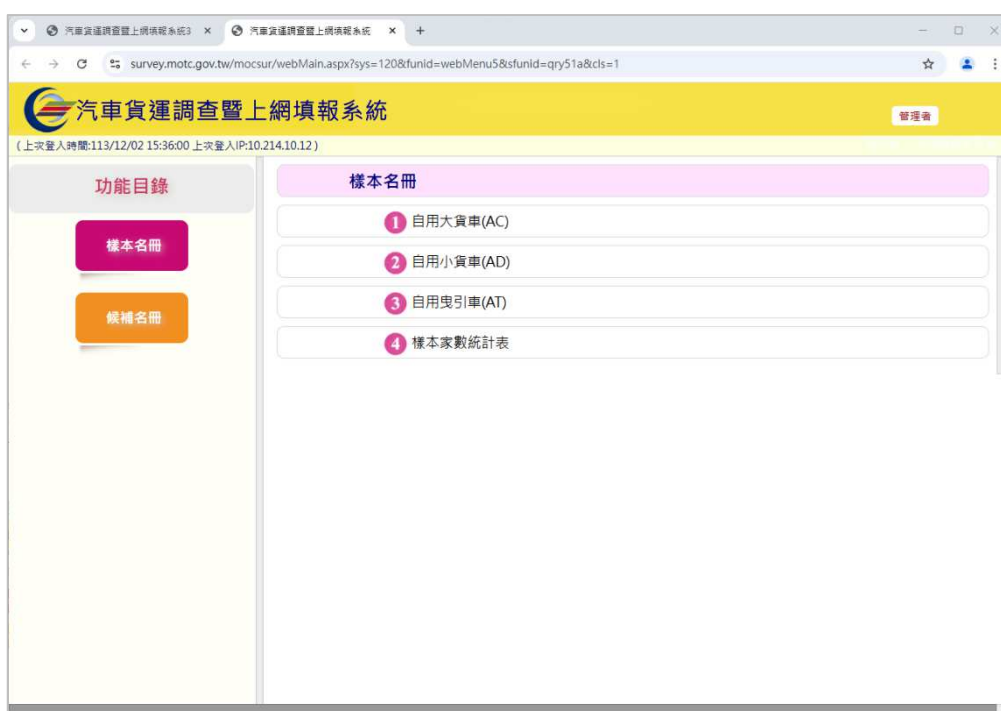 汽車貨運調查暨上網填報系統3
汽車貨運調查暨上網填報系統
survey.motc.gov.tw/mocsur/webMain.aspx?sys=120&funid=webMenu5&sfunid=qry51a&cls=1
汽車貨運調查暨上網填報系統
管理者
(上次登入時間:113/12/02 15:36:00 上次登入IP:10.214.10.12)
功能目錄
樣本名冊
候補名冊
樣本名冊
1 自用大貨車(AC)
2 自用小貨車(AD)
3 自用曳引車(AT)
4 樣本家數統計表